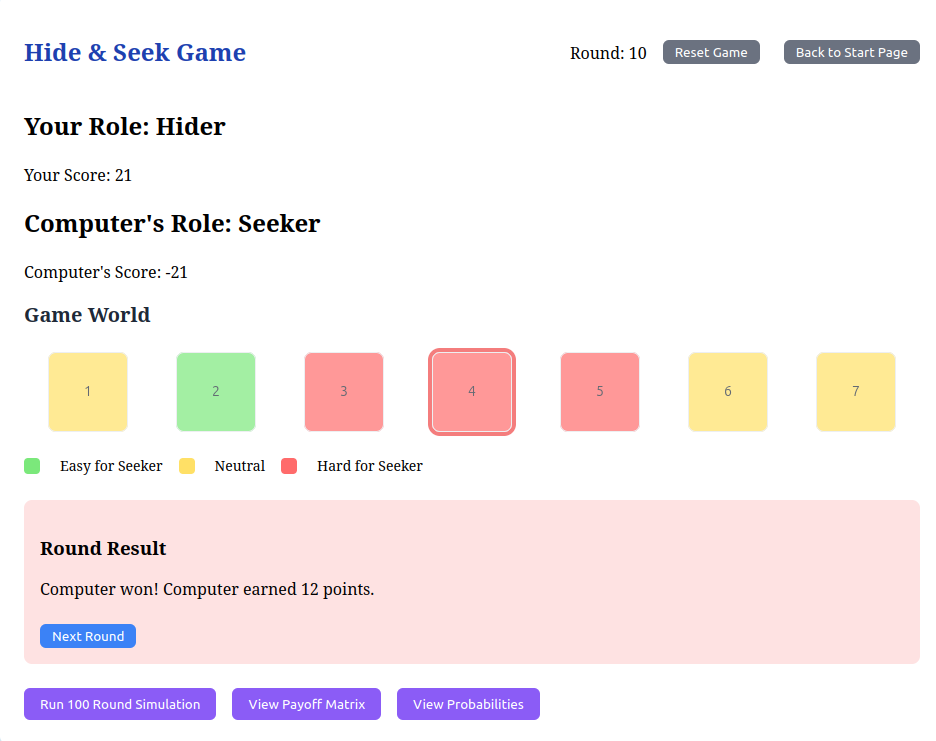 Hide & Seek Game
Round: 10
Reset Game
Back to Start Page
Your Role: Hider
Your Score: 21
Computer's Role: Seeker
Computer's Score: -21
Game World
1 2 3 4 5 6 7
Easy for Seeker Neutral Hard for Seeker
Round Result
Computer won! Computer earned 12 points.
Next Round
Run 100 Round Simulation View Payoff Matrix View Probabilities